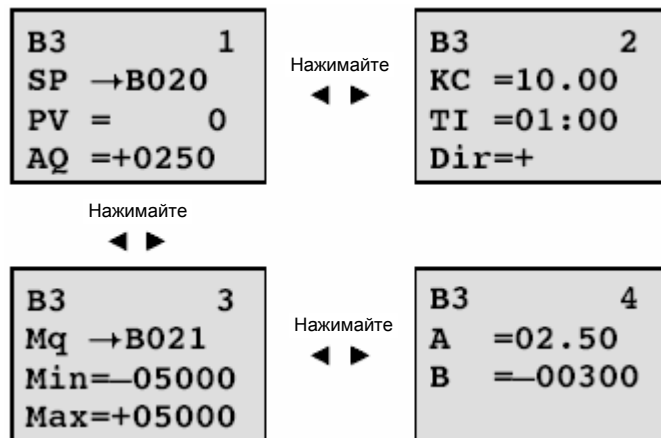 B3 1
SP →B020
PV = 0
AQ =+0250
Нажимайте
◄ ►
B3 2
KC =10.00
TI =01:00
Dir=+
Нажимайте
◄ ►
B3 3
Mq →B021
Min=–05000
Max=+05000
Нажимайте
◄ ►
B3 4
A =02.50
B =–00300